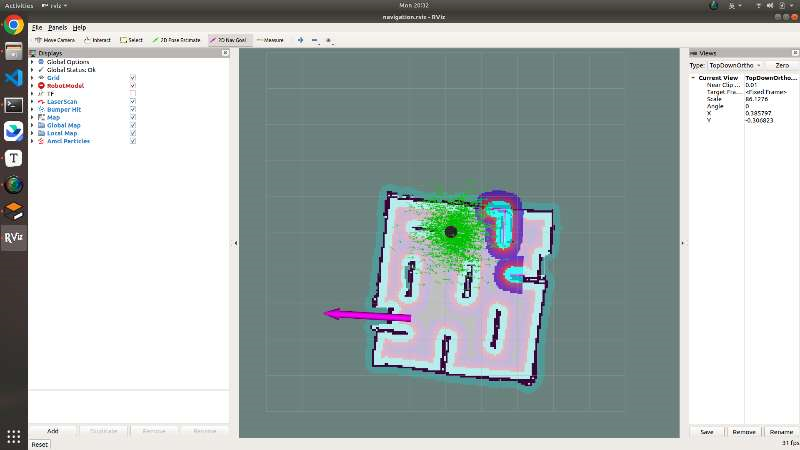 Activities
rviz
Mon 20:32
navigation.rviz - RViz
File Panels Help
Move Camera Interact Select 2D Pose Estimate 2D Nav Goal Measure
Displays
Global Options
Global Status: Ok
Grid
RobotModel
TF
LaserScan
Bumper Hit
Map
Global Map
Local Map
Amcl Particles
Add Duplicate Remove Rename
Reset
Views
Type: TopDownOrtho Zero
Current View TopDownOrtho...
Near Clip ... 0.01
Target Fra... <Fixed Frame>
Scale 86.1276
Angle 0
X 0.385797
Y -0.306823
Save Remove Rename
31 fps
T
RViz